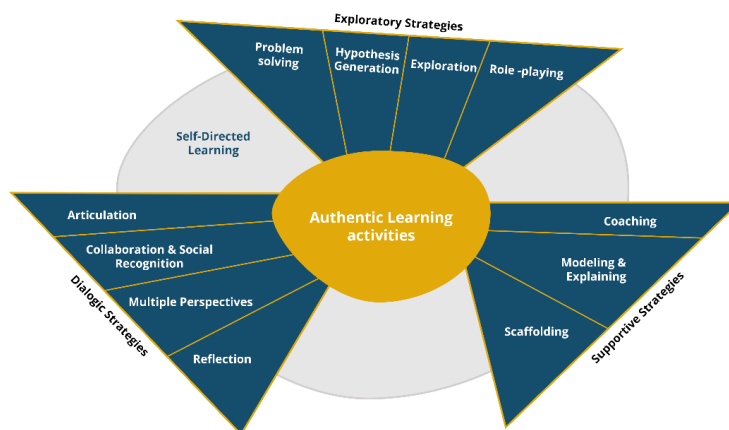 Exploratory Strategies
Problem
solving
Hypothesis
Generation
Exploration
Role -playing
Self-Directed
Learning
Authentic Learning
activities
Articulation
Collaboration & Social
Recognition
Multiple Perspectives
Reflection
Dialogic Strategies
Coaching
Modeling &
Explaining
Scaffolding
Supportive Strategies